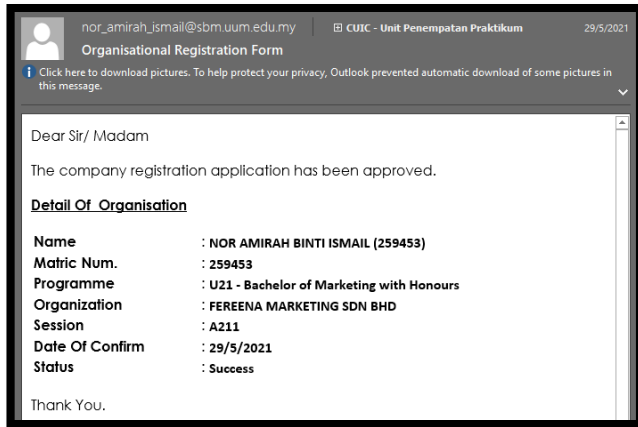 nor_amirah_ismail@sbm.uum.edu.my CUIC - Unit Penempatan Praktikum 29/5/2021
Organisational Registration Form
Click here to download pictures. To help protect your privacy, Outlook prevented automatic download of some pictures in
this message.
Dear Sir/ Madam
The company registration application has been approved.
Detail Of Organisation
Name : NOR AMIRAH BINTI ISMAIL (259453)
Matric Num. : 259453
Programme : U21 - Bachelor of Marketing with Honours
Organization : FEREENA MARKETING SDN BHD
Session : A211
Date Of Confirm : 29/5/2021
Status : Success
Thank You.